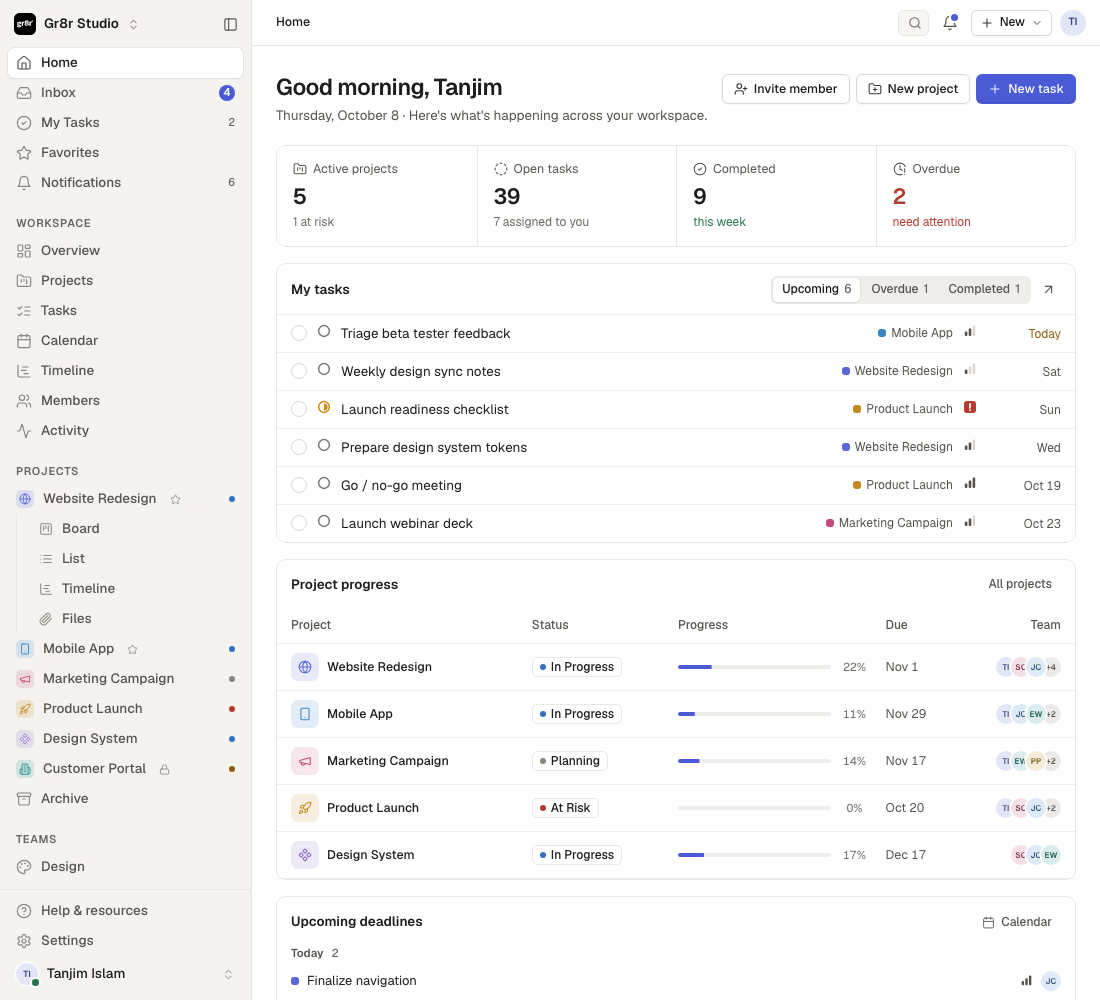 gr8r Gr8r Studio
Home
Inbox 4
My Tasks 2
Favorites
Notifications 6
WORKSPACE
Overview
Projects
Tasks
Calendar
Timeline
Members
Activity
PROJECTS
Website Redesign
Board
List
Timeline
Files
Mobile App
Marketing Campaign
Product Launch
Design System
Customer Portal
Archive
TEAMS
Design
Help & resources
Settings
TI Tanjim Islam
Home
New
TI
Good morning, Tanjim
Thursday, October 8 · Here's what's happening across your workspace.
Invite member
New project
New task
Active projects
5
1 at risk
Open tasks
39
7 assigned to you
Completed
9
this week
Overdue
2
need attention
My tasks
Upcoming 6
Overdue 1
Completed 1
Triage beta tester feedback Mobile App Today
Weekly design sync notes Website Redesign Sat
Launch readiness checklist Product Launch ! Sun
Prepare design system tokens Website Redesign Wed
Go / no-go meeting Product Launch Oct 19
Launch webinar deck Marketing Campaign Oct 23
Project progress
All projects
Project Status Progress Due Team
Website Redesign In Progress 22% Nov 1 TI SC JC +4
Mobile App In Progress 11% Nov 29 TI JC EW +2
Marketing Campaign Planning 14% Nov 17 TI EW PP +2
Product Launch At Risk 0% Oct 20 TI SC JC +2
Design System In Progress 17% Dec 17 SC JC EW
Upcoming deadlines
Calendar
Today 2
Finalize navigation JC